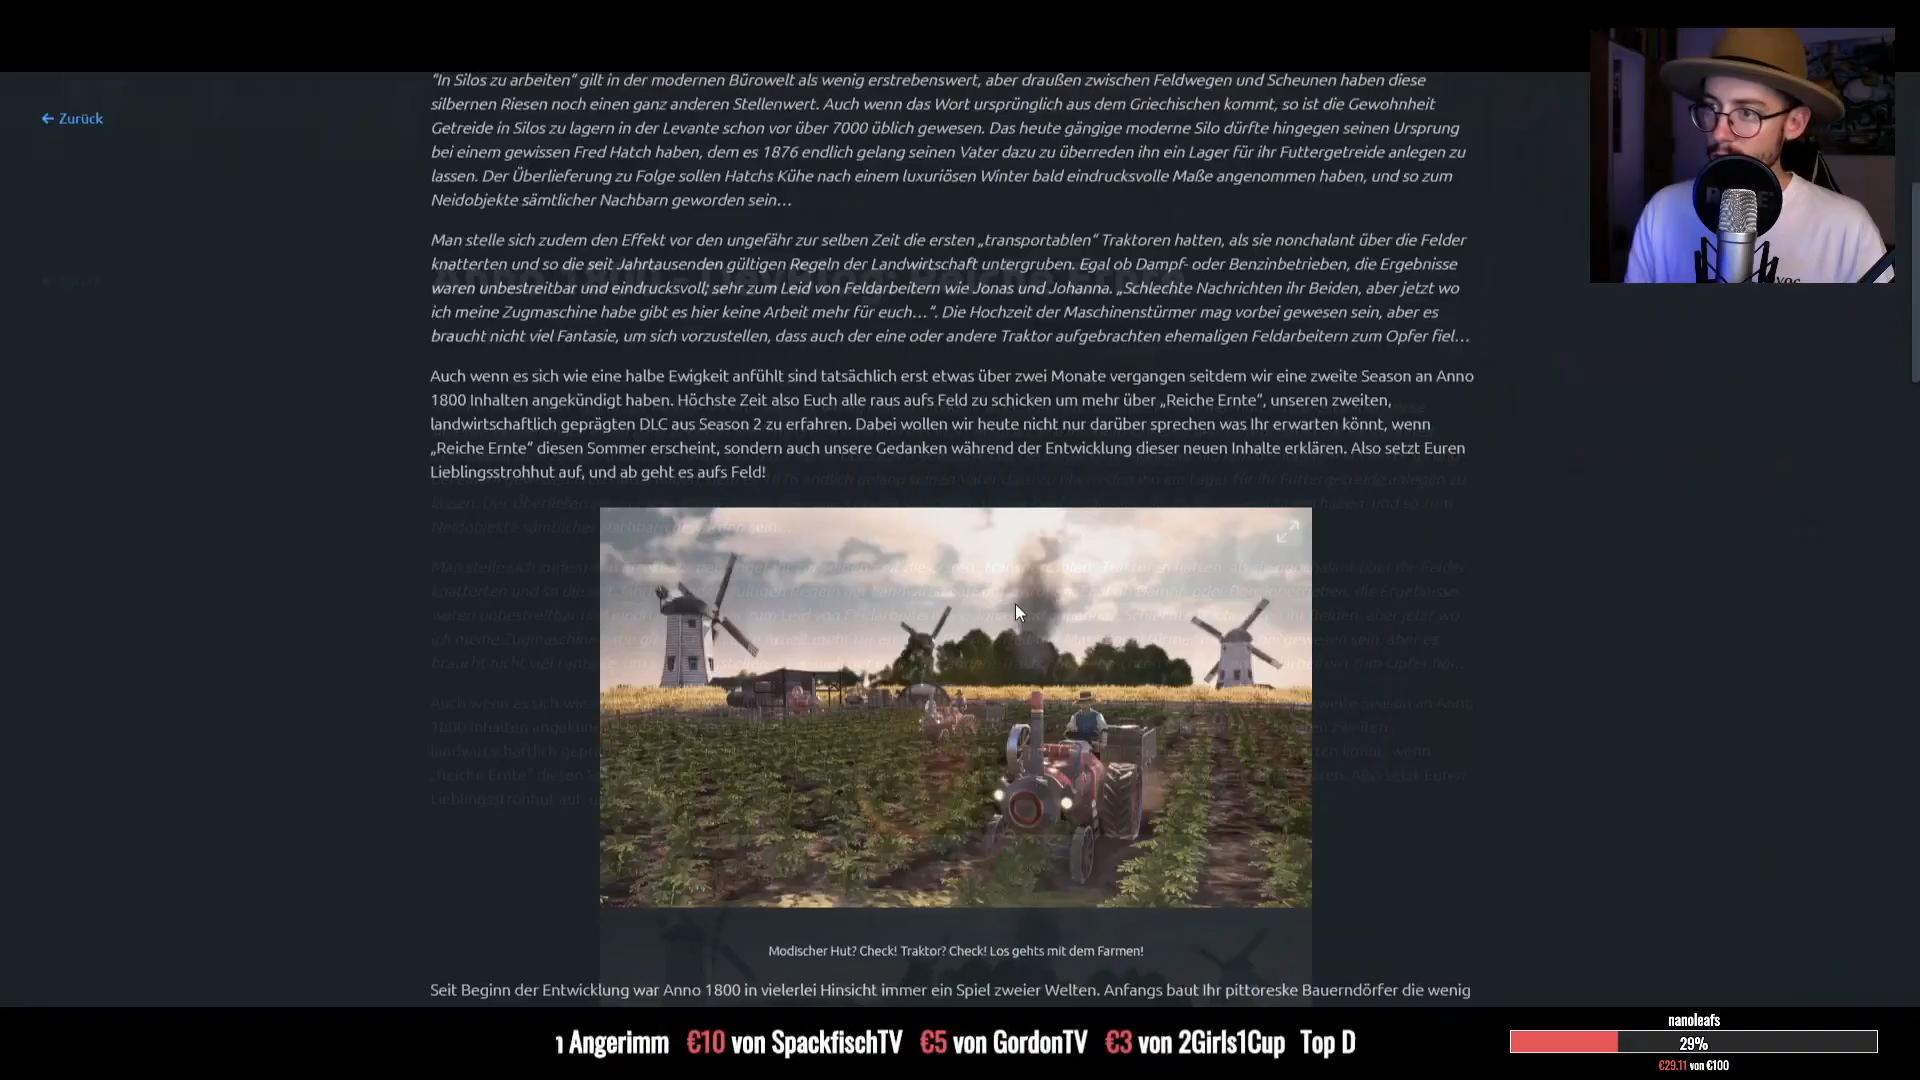 ← Zurück
"In Silos zu arbeiten" gilt in der modernen Bürowelt als wenig erstrebenswert, aber draußen zwischen Feldwegen und Scheunen haben diese
silbernen Riesen noch einen ganz anderen Stellenwert. Auch wenn das Wort ursprünglich aus dem Griechischen kommt, so ist die Gewohnheit
Getreide in Silos zu lagern in der Levante schon vor über 7000 üblich gewesen. Das heute gängige moderne Silo dürfte hingegen seinen Ursprung
bei einem gewissen Fred Hatch haben, dem es 1876 endlich gelang seinen Vater dazu zu überreden ihn ein Lager für ihr Futtergetreide anlegen zu
lassen. Der Überlieferung zu Folge sollen Hatchs Kühe nach einem luxuriösen Winter bald eindrucksvolle Maße angenommen haben, und so zum
Neidobjekte sämtlicher Nachbarn geworden sein…
Man stelle sich zudem den Effekt vor den ungefähr zur selben Zeit die ersten „transportablen“ Traktoren hatten, als sie nonchalant über die Felder
knatterten und so die seit Jahrtausenden gültigen Regeln der Landwirtschaft untergruben. Egal ob Dampf- oder Benzinbetrieben, die Ergebnisse
waren unbestreitbar und eindrucksvoll; sehr zum Leid von Feldarbeitern wie Jonas und Johanna. „Schlechte Nachrichten ihr Beiden, aber jetzt wo
ich meine Zugmaschine habe gibt es hier keine Arbeit mehr für euch…“. Die Hochzeit der Maschinenstürmer mag vorbei gewesen sein, aber es
braucht nicht viel Fantasie, um sich vorzustellen, dass auch der eine oder andere Traktor aufgebrachten ehemaligen Feldarbeitern zum Opfer fiel…
Auch wenn es sich wie eine halbe Ewigkeit anfühlt sind tatsächlich erst etwas über zwei Monate vergangen seitdem wir eine zweite Season an Anno
1800 Inhalten angekündigt haben. Höchste Zeit also Euch alle raus aufs Feld zu schicken um mehr über „Reiche Ernte“, unseren zweiten,
landwirtschaftlich geprägten DLC aus Season 2 zu erfahren. Dabei wollen wir heute nicht nur darüber sprechen was Ihr erwarten könnt, wenn
„Reiche Ernte“ diesen Sommer erscheint, sondern auch unsere Gedanken während der Entwicklung dieser neuen Inhalte erklären. Also setzt Euren
Lieblingsstrohhut auf, und ab geht es aufs Feld!
Modischer Hut? Check! Traktor? Check! Los gehts mit dem Farmen!
Seit Beginn der Entwicklung war Anno 1800 in vielerlei Hinsicht immer ein Spiel zweier Welten. Anfangs baut Ihr pittoreske Bauerndörfer die wenig
Angerimm €10 von SpackfischTV €5 von GordonTV €3 von 2Girls1Cup Top D
nanoleafs
29%
€29.11 von €100